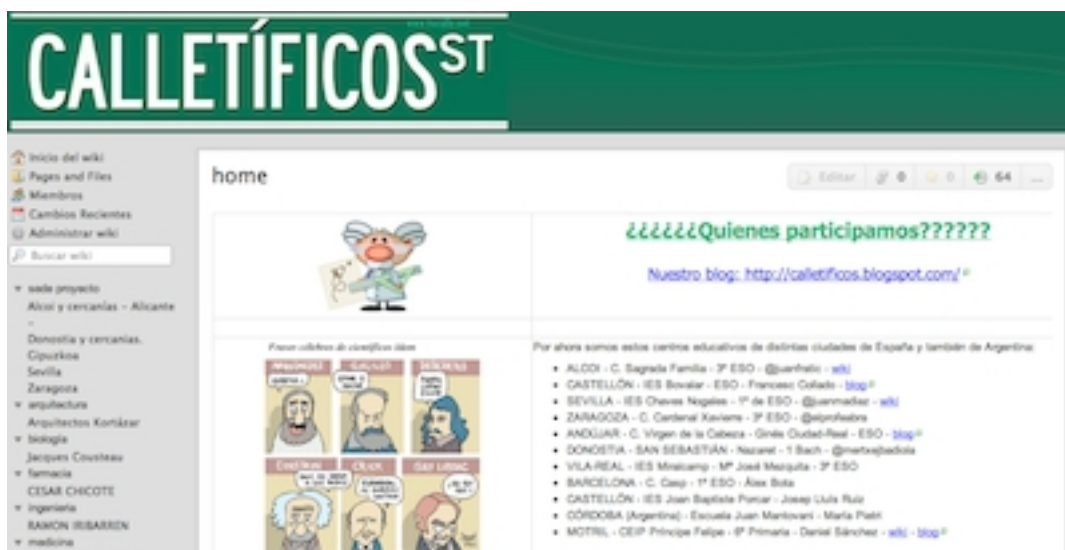 CALLETÍFICOS ST
Inicio del wiki
Pages and Files
Miembros
Cambios Recientes
Administrar wiki
Buscar wiki
sede proyecto
Alcoi y cercanías - Alicante
-
Donostia y cercanías.
Gipuzkoa
Sevilla
Zaragoza
arquitectura
Arquitectos Kortázar
biología
Jacques Cousteau
farmacia
CESAR CHICOTE
ingeniería
RAMON IRIBARREN
medicina
home
Editar 0 0 64 ...
¿¿¿¿¿¿Quienes participamos??????
Nuestro blog: http://calletificos.blogspot.com/
Frases célebres de científicos
Por ahora somos estos centros educativos de distintas ciudades de España y también de Argentina:
ALCOI - C. Sagrada Familia - 3º ESO - @juanfratic - wiki
CASTELLÓN - IES Bovalar - ESO - Francesc Collado - blog
SEVILLA - IES Chaves Nogales - 1º de ESO - @juanmadiaz - wiki
ZARAGOZA - C. Cardenal Xavierre - 3º ESO - @elprofeabra
ANDÚJAR - C. Virgen de la Cabeza - Ginés Ciudad-Real - ESO - blog
DONOSTIA - SAN SEBASTIÁN - Nazaret - 1 Bach - @mertxejbadiola
VILA-REAL - IES Miralcamp - Mª José Mezquita - 3º ESO
BARCELONA - C. Casp - 1º ESO - Álex Bota
CASTELLÓN - IES Joan Baptista Porcar - Josep Lluís Ruiz
CÓRDOBA (Argentina) - Escuela Juan Mantovani - María Pietri
MOTRIL - CEIP Príncipe Felipe - 6º Primaria - Daniel Sánchez - wiki - blog